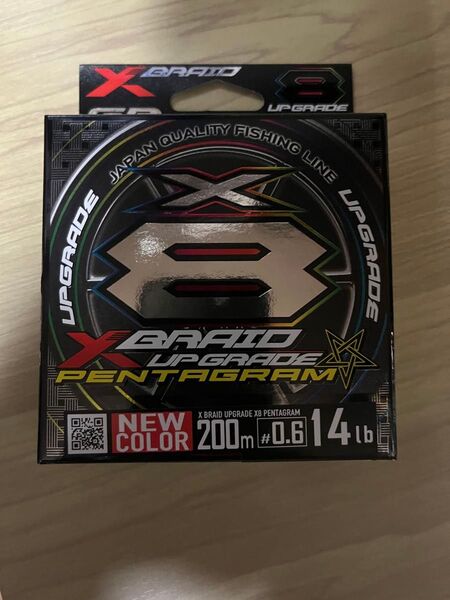 X BRAID
UPGRADE
JAPAN QUALITY FISHING LINE
UPGRADE
UPGRADE
X
8
X BRAID
UPGRADE
PENTAGRAM
NEW COLOR
X BRAID UPGRADE X8 PENTAGRAM
200m #0.6 14lb